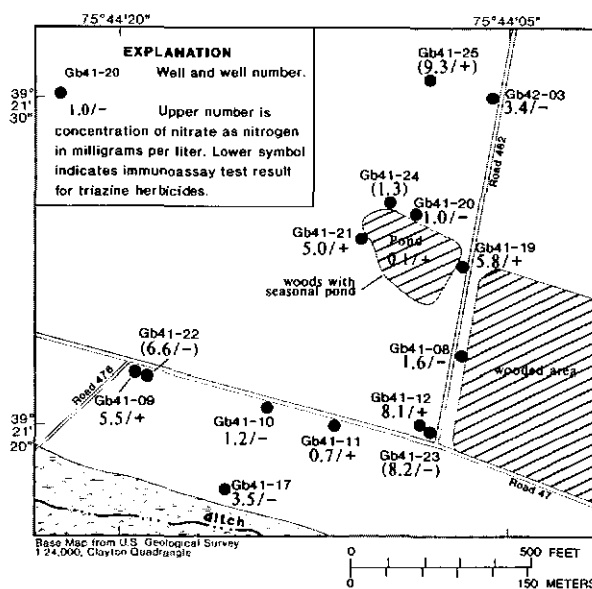 75°44'20"
75°44'05"
39°
21'
30"
EXPLANATION
Gb41-20
Well and well number.
1.0/-
Upper number is
concentration of nitrate as nitrogen
in milligrams per liter. Lower symbol
indicates immunoassay test result
for triazine herbicides.
Gb41-25
(9.3/+)
Gb42-03
3.4/-
Road 462
Gb41-24
(1.3)
Gb41-20
1.0/-
Gb41-21
5.0/+
Pond
0.1/+
Gb41-19
5.8/+
woods with
seasonal pond
Gb41-22
(6.6/-)
Road 478
Gb41-09
5.5/+
Gb41-08
1.6/-
wooded area
Gb41-10
1.2/-
Gb41-11
0.7/+
Gb41-12
8.1/+
Gb41-23
(8.2/-)
39°
21'
20"
Gb41-17
3.5/-
Road 47
ditch
Base Map from U.S. Geological Survey
1:24,000, Clayton Quadrangle
0 500 FEET
0 150 METERS